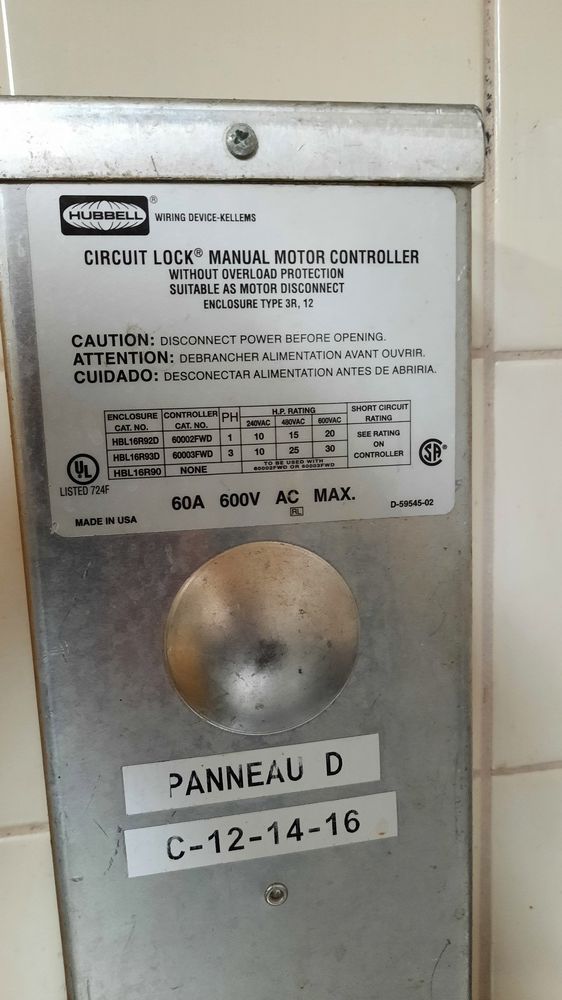 HUBBELL® WIRING DEVICE-KELLEMS
CIRCUIT LOCK® MANUAL MOTOR CONTROLLER
WITHOUT OVERLOAD PROTECTION
SUITABLE AS MOTOR DISCONNECT
ENCLOSURE TYPE 3R, 12
CAUTION: DISCONNECT POWER BEFORE OPENING.
ATTENTION: DEBRANCHER ALIMENTATION AVANT OUVRIR.
CUIDADO: DESCONECTAR ALIMENTATION ANTES DE ABRIRIA.
ENCLOSURE CAT. NO. CONTROLLER CAT. NO. PH H.P. RATING 240VAC 480VAC 600VAC SHORT CIRCUIT RATING
HBL16R92D 60002FWD 1 10 15 20 SEE RATING ON CONTROLLER
HBL16R93D 60003FWD 3 10 25 30
HBL16R90 NONE TO BE USED WITH 60002FWD OR 60003FWD
UL
LISTED 724F
SA
60A 600V AC MAX.
RL
D-59545-02
MADE IN USA
PANNEAU D
C-12-14-16